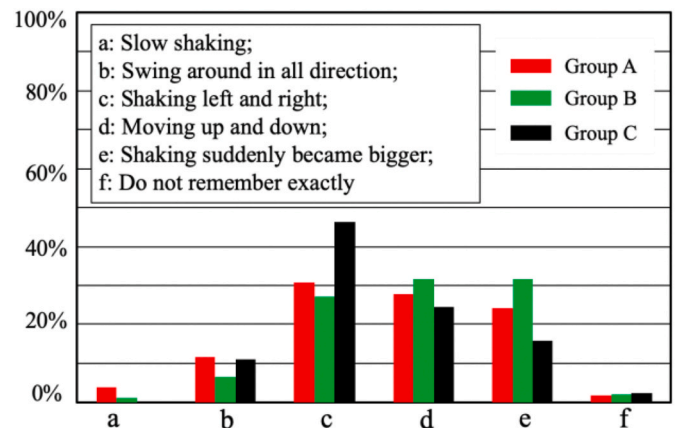 100%
80%
60%
40%
20%
0%
a: Slow shaking;
b: Swing around in all direction;
c: Shaking left and right;
d: Moving up and down;
e: Shaking suddenly became bigger;
f: Do not remember exactly
Group A
Group B
Group C
a b c d e f